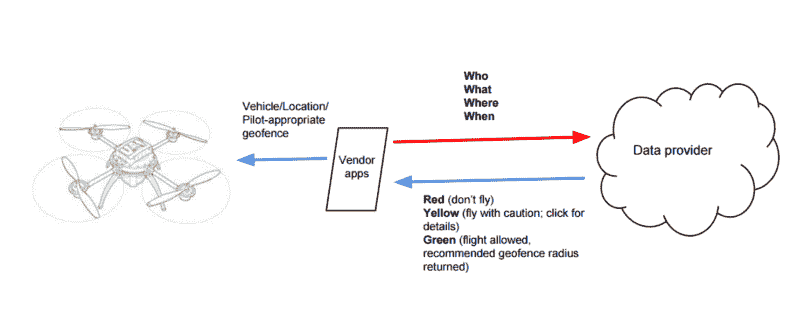 Who
What
Where
When
Vehicle/Location/
Pilot-appropriate
geofence
Vendor
apps
Data provider
Red (don't fly)
Yellow (fly with caution; click for
details)
Green (flight allowed,
recommended geofence radius
returned)